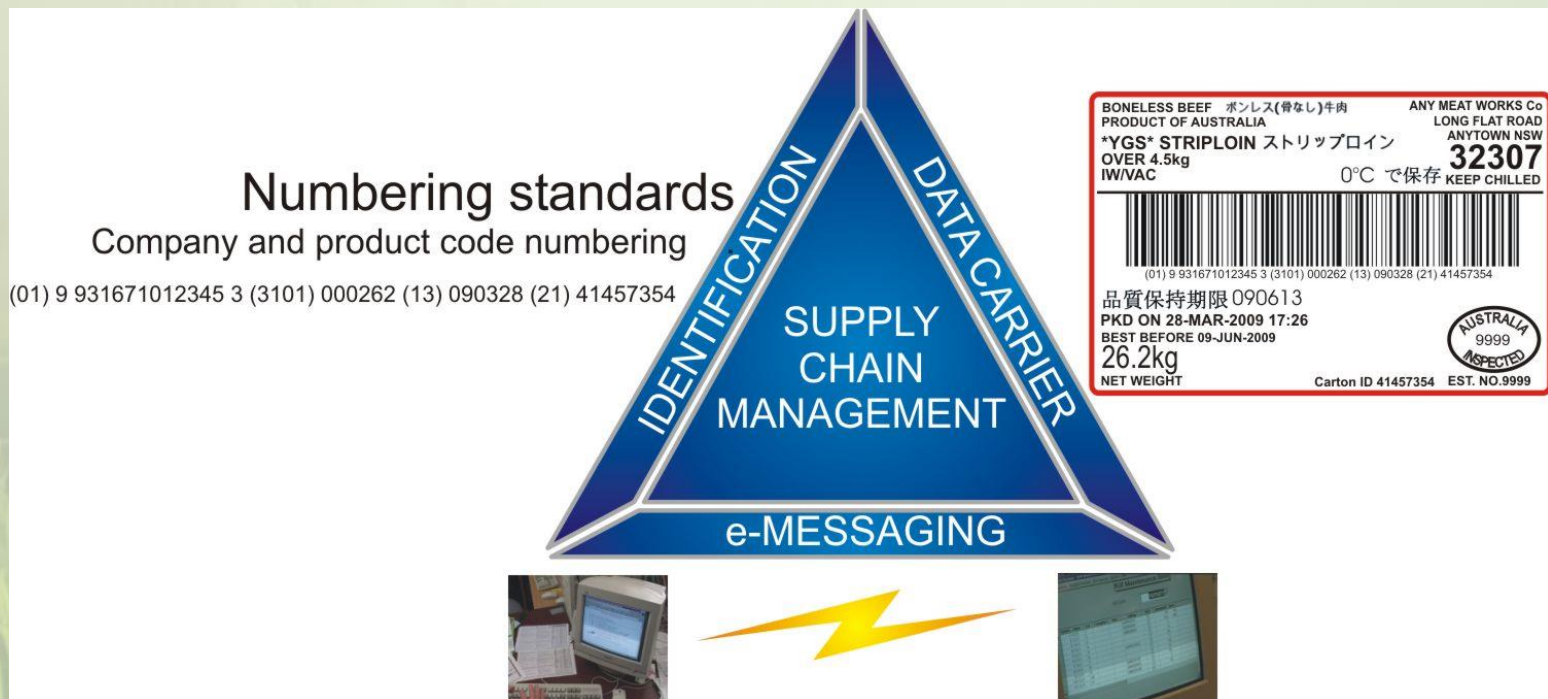 Numbering standards
Company and product code numbering
(01) 9 931671012345 3 (3101) 000262 (13) 090328 (21) 41457354
IDENTIFICATION
DATA CARRIER
SUPPLY
CHAIN
MANAGEMENT
e-MESSAGING
BONELESS BEEF ボンレス(骨なし)牛肉
PRODUCT OF AUSTRALIA
*YGS* STRIPLOIN ストリップロイン
OVER 4.5kg
IW/VAC
ANY MEAT WORKS Co
LONG FLAT ROAD
ANYTOWN NSW
32307
0°C で保存 KEEP CHILLED
(01) 9 931671012345 3 (3101) 000262 (13) 090328 (21) 41457354
品質保持期限 090613
PKD ON 28-MAR-2009 17:26
BEST BEFORE 09-JUN-2009
26.2kg
NET WEIGHT
AUSTRALIA
9999
INSPECTED
Carton ID 41457354 EST. NO.9999